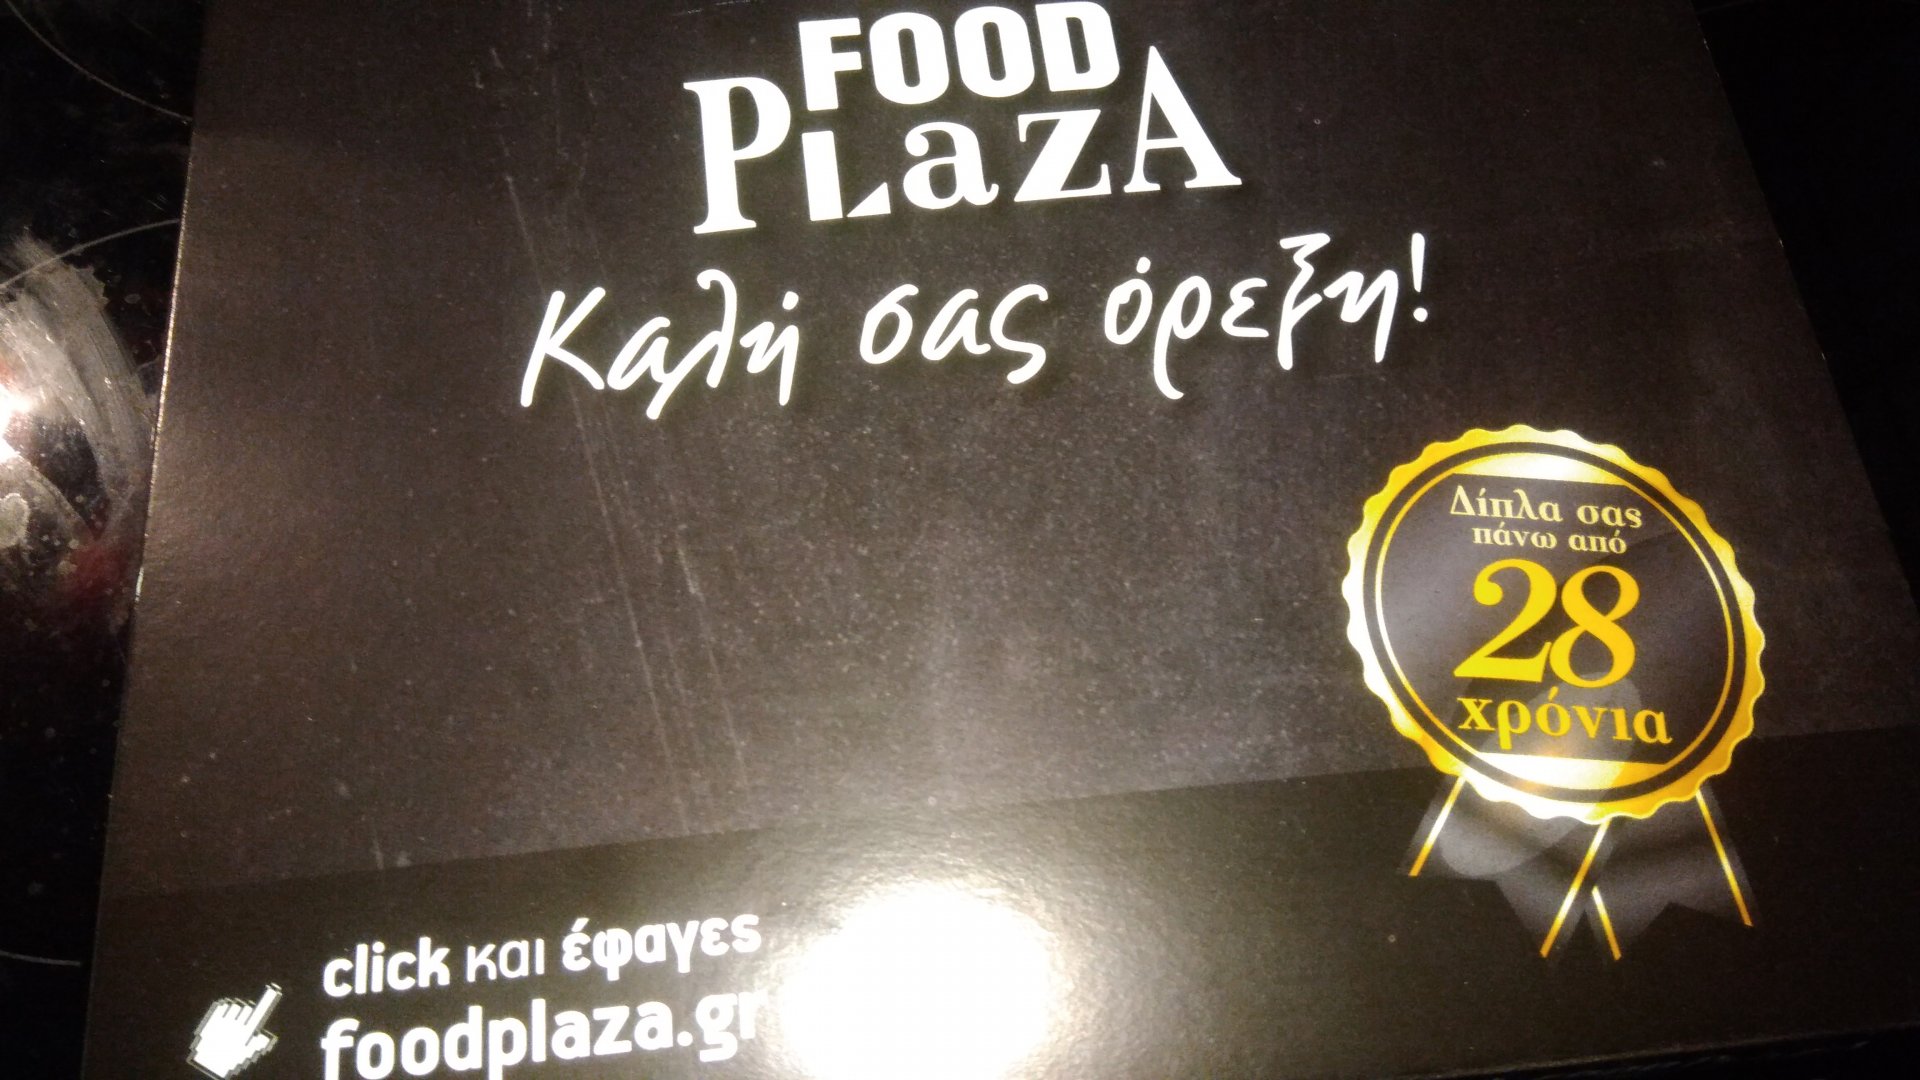 FOOD
PLazA
Καλή σας όρεξη!
Δίπλα σας
πάνω από
28
χρόνια
click και έφαγες
foodplaza.gr